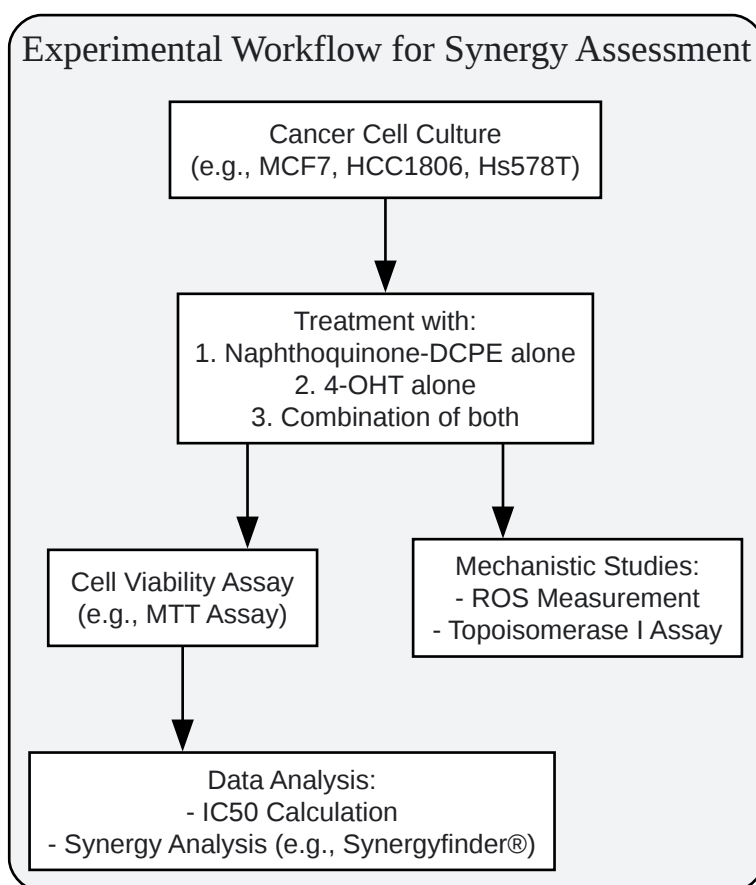 Experimental Workflow for Synergy Assessment
Cancer Cell Culture
(e.g., MCF7, HCC1806, Hs578T)
Treatment with:
1. Naphthoquinone-DCPE alone
2. 4-OHT alone
3. Combination of both
Cell Viability Assay
(e.g., MTT Assay)
Mechanistic Studies:
- ROS Measurement
- Topoisomerase I Assay
Data Analysis:
- IC50 Calculation
- Synergy Analysis (e.g., Synergyfinder®)